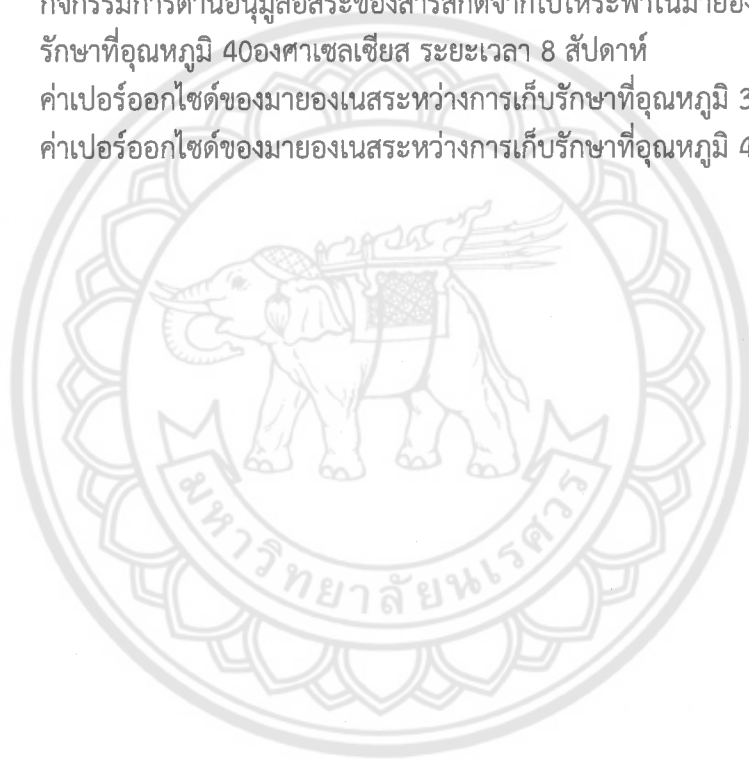 กิจกรรมการต้านอนุมูลอิสระของสารสกัดจากใบโหระพาในมายอง
รักษาที่อุณหภูมิ 40องศาเซลเซียส ระยะเวลา 8 สัปดาห์
ค่าเปอร์ออกไซด์ของมายองเนสระหว่างการเก็บรักษาที่อุณหภูมิ 3
ค่าเปอร์ออกไซด์ของมายองเนสระหว่างการเก็บรักษาที่อุณหภูมิ 4
มหาวิทยาลัยนเรศวร